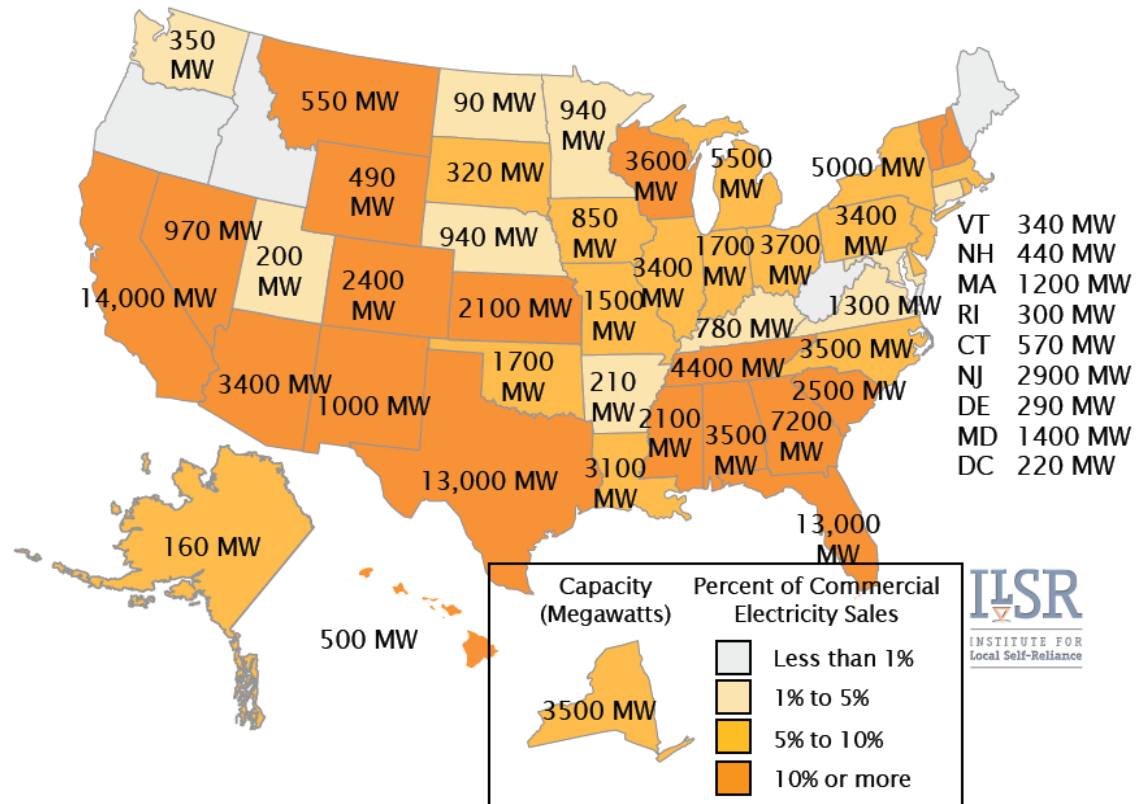 350
MW
550 MW
90 MW
940
MW
3600
MW
5500
MW
5000 MW
490
MW
320 MW
850
MW
3400
MW
970 MW
200
MW
940 MW
1700
MW
3700
MW
3400
MW
14,000 MW
2400
MW
2100 MW
1500
MW
780 MW
1300 MW
3400 MW
1000 MW
1700
MW
210
MW
4400 MW
3500 MW
2500 MW
2100
MW
3500
MW
7200
MW
13,000 MW
3100
MW
13,000
MW
160 MW
500 MW
VT 340 MW
NH 440 MW
MA 1200 MW
RI 300 MW
CT 570 MW
NJ 2900 MW
DE 290 MW
MD 1400 MW
DC 220 MW
Capacity
(Megawatts)
3500 MW
Percent of Commercial
Electricity Sales
Less than 1%
1% to 5%
5% to 10%
10% or more
ILSR
INSTITUTE FOR
Local Self-Reliance